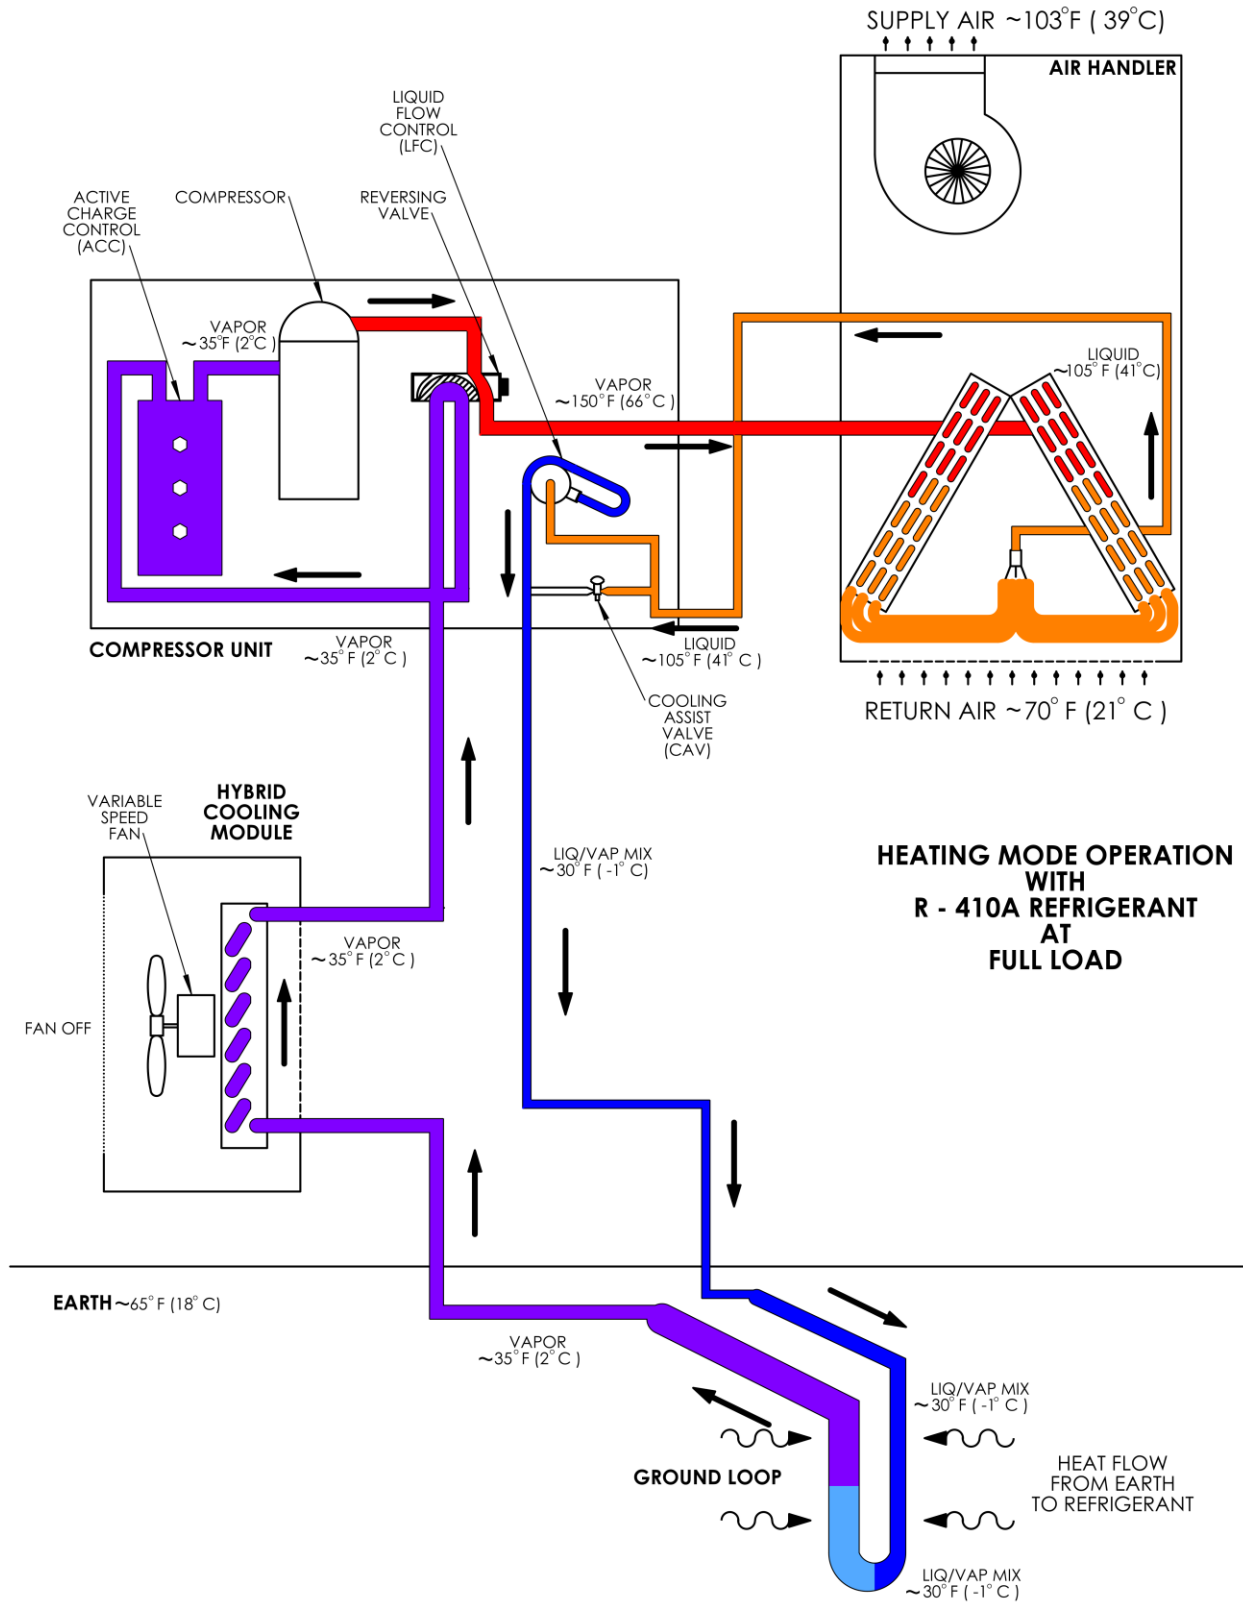 SUPPLY AIR ~103°F ( 39°C)
AIR HANDLER
LIQUID
FLOW
CONTROL
(LFC)
ACTIVE
CHARGE
CONTROL
(ACC)
COMPRESSOR
REVERSING
VALVE
VAPOR
~35°F (2°C)
LIQUID
~105°F (41°C)
VAPOR
~150°F (66°C )
COMPRESSOR UNIT
VAPOR
~35°F (2°C )
LIQUID
~105°F (41°C )
COOLING
ASSIST
VALVE
(CAV)
RETURN AIR ~70°F (21°C )
HYBRID
COOLING
MODULE
VARIABLE
SPEED
FAN
LIQ/VAP MIX
~30°F ( -1°C)
HEATING MODE OPERATION
WITH
R - 410A REFRIGERANT
AT
FULL LOAD
VAPOR
~35°F (2°C )
FAN OFF
EARTH ~65°F (18°C)
VAPOR
~35°F (2°C )
LIQ/VAP MIX
~30°F ( -1°C )
GROUND LOOP
HEAT FLOW
FROM EARTH
TO REFRIGERANT
LIQ/VAP MIX
~30°F ( -1°C )